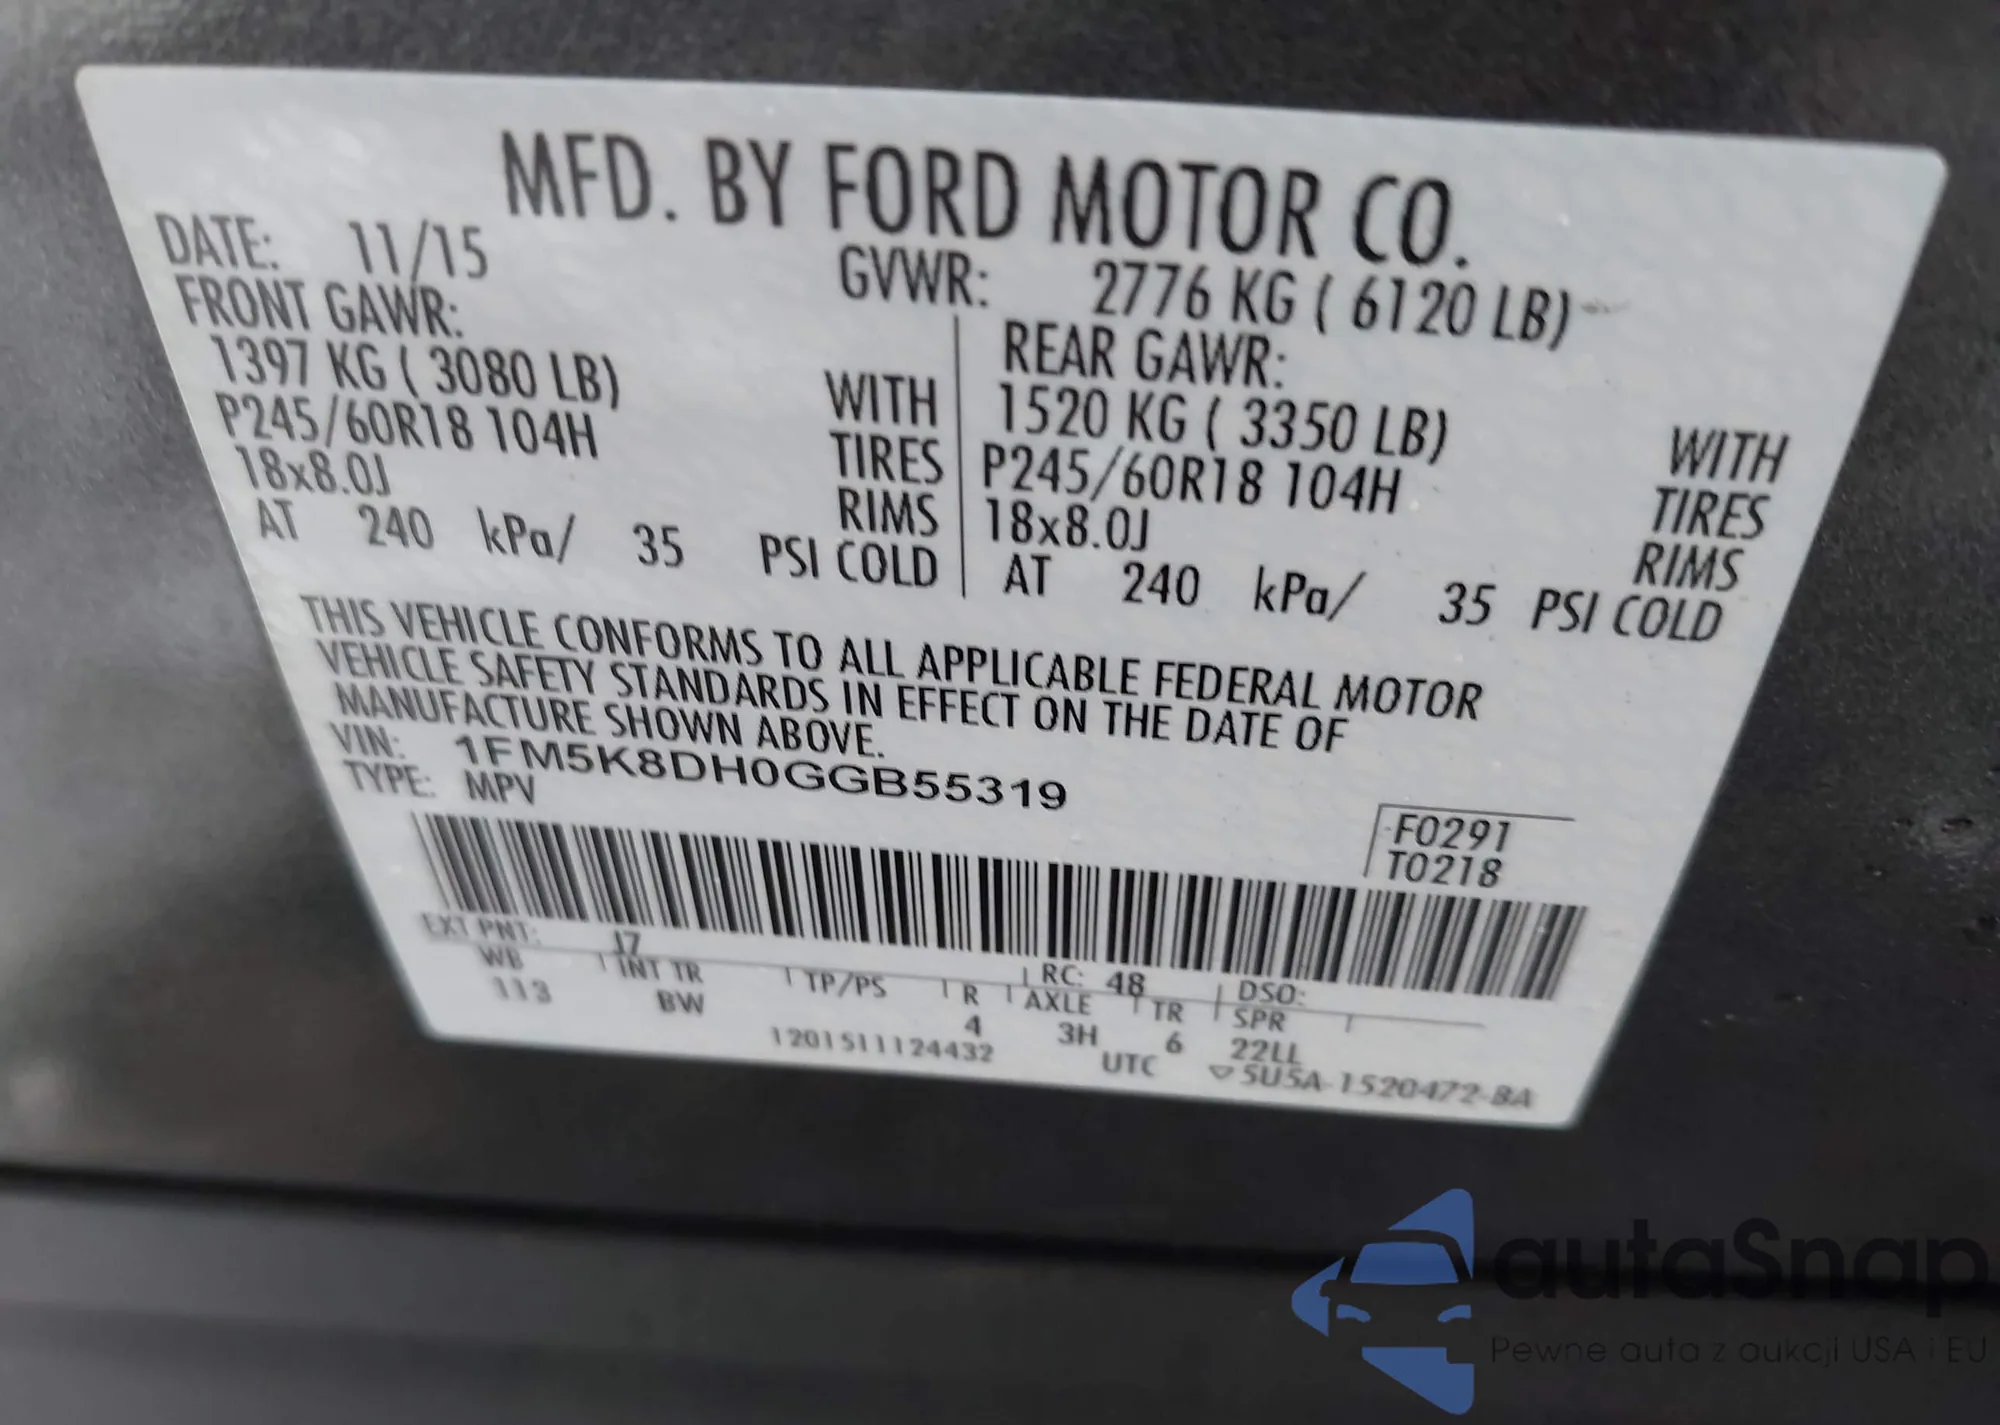 MFD. BY FORD MOTOR CO.
DATE: 11/15 GVWR: 2776 KG ( 6120 LB)
FRONT GAWR: REAR GAWR:
1397 KG ( 3080 LB) WITH 1520 KG ( 3350 LB) WITH
P245/60R18 104H TIRES P245/60R18 104H TIRES
18x8.0J RIMS 18x8.0J RIMS
AT 240 kPa/ 35 PSI COLD AT 240 kPa/ 35 PSI COLD
THIS VEHICLE CONFORMS TO ALL APPLICABLE FEDERAL MOTOR
VEHICLE SAFETY STANDARDS IN EFFECT ON THE DATE OF
MANUFACTURE SHOWN ABOVE.
VIN: 1FM5K8DH0GGB55319
TYPE: MPV
F0291
T0218
EXT PNT: J7 RC: 48 DSO:
WB INT TR TP/PS R AXLE TR SPR
113 BW 4 3H 6 22LL
1201511124432 UTC ▽5U5A-1520472-BA
autaSnap
Pewne auta z aukcji USA i EU